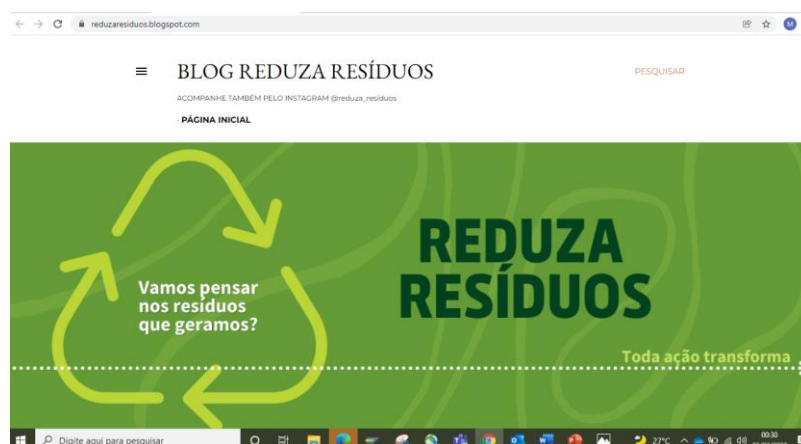 reduzaresiduos.blogspot.com
M
BLOG REDUZA RESÍDUOS
PESQUISAR
ACOMPANHE TAMBÉM PELO INSTAGRAM @reduza_resíduos
· PÁGINA INICIAL
REDUZA
RESÍDUOS
Vamos pensar
nos resíduos
que geramos?
Toda ação transforma
Digite aqui para pesquisar
27°C
00:30